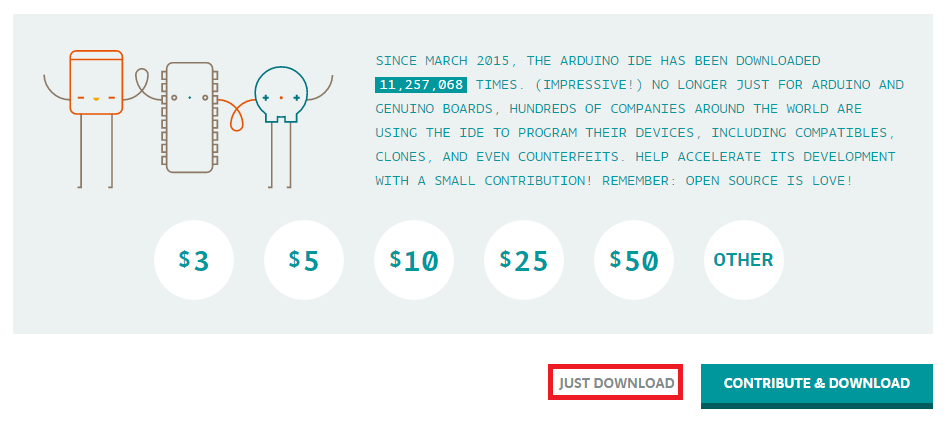 SINCE MARCH 2015, THE ARDUINO IDE HAS BEEN DOWNLOADED
11,257,068 TIMES. (IMPRESSIVE!) NO LONGER JUST FOR ARDUINO AND
GENUINO BOARDS, HUNDREDS OF COMPANIES AROUND THE WORLD ARE
USING THE IDE TO PROGRAM THEIR DEVICES, INCLUDING COMPATIBLES,
CLONES, AND EVEN COUNTERFEITS. HELP ACCELERATE ITS DEVELOPMENT
WITH A SMALL CONTRIBUTION! REMEMBER: OPEN SOURCE IS LOVE!
$3 $5 $10 $25 $50 OTHER
JUST DOWNLOAD CONTRIBUTE & DOWNLOAD